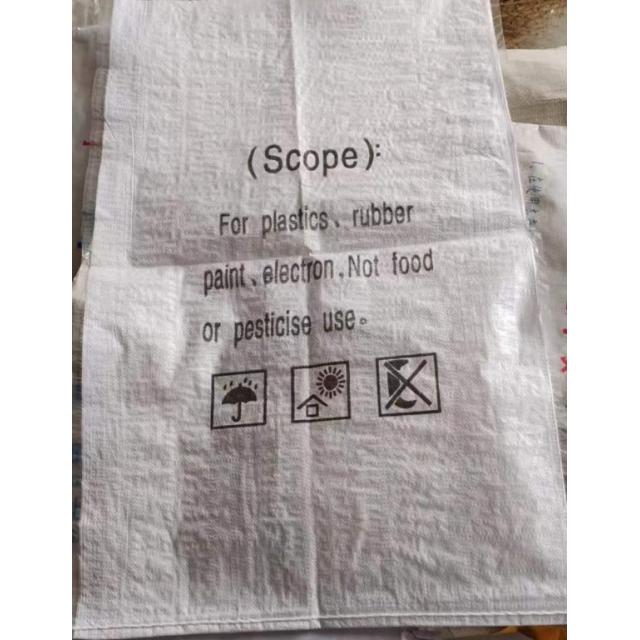 (Scope):
For plastics、rubber
paint、electron,Not food
or pesticise use。